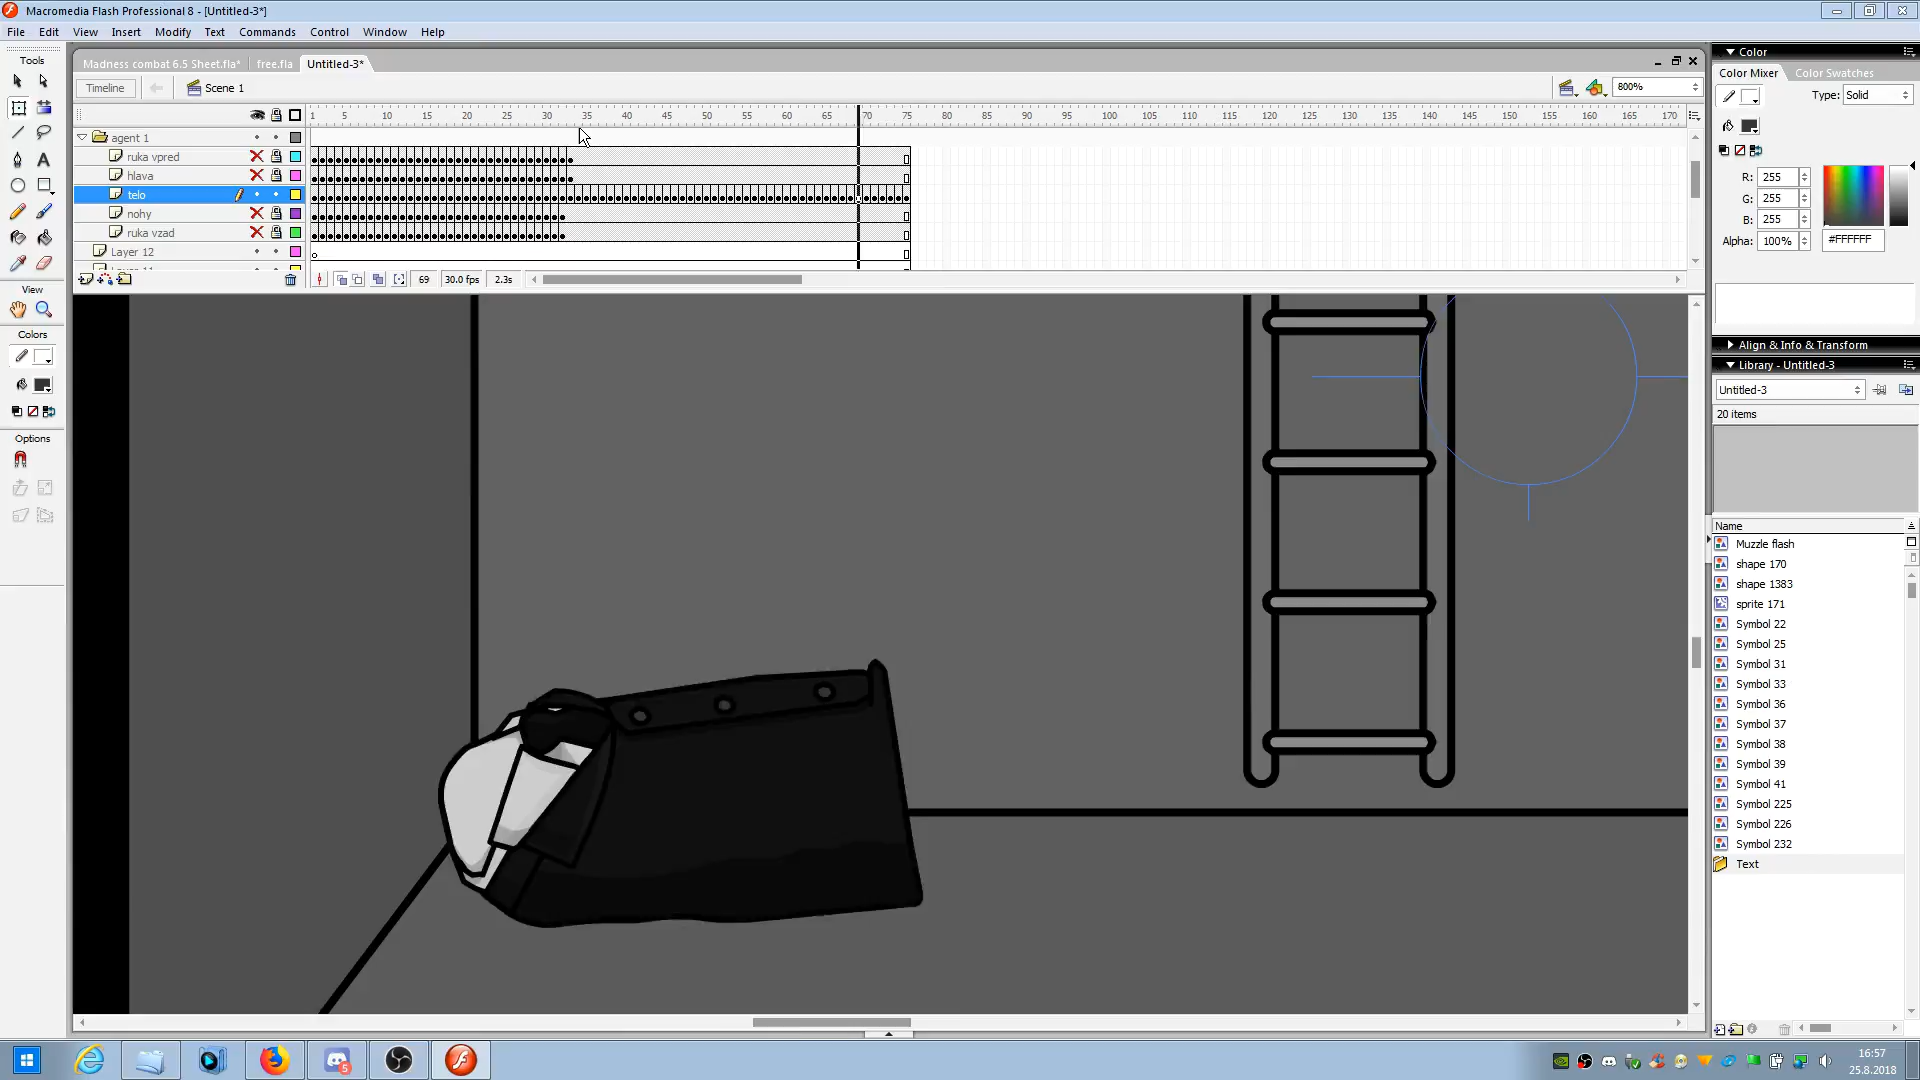 Macromedia Flash Professional 8 - [Untitled-3*]
File Edit View Insert Modify Text Commands Control Window Help
Tools
Madness combat 6.5 Sheet.fla* free.fla Untitled-3*
Timeline Scene 1 800%
1 5 10 15 20 25 30 35 40 45 50 55 60 65 70 75 80 85 90 95 100 105 110 115 120 125 130 135 140 145 150 155 160 165 170 175
agent 1
ruka vpred
hlava
telo
nohy
ruka vzad
Layer 12
69 30.0 fps 2.3s
View
Colors
Options
Color
Color Mixer Color Swatches
Type: Solid
R: 255
G: 255
B: 255
Alpha: 100% #FFFFFF
Align & Info & Transform
Library - Untitled-3
Untitled-3
20 items
Name
Muzzle flash
shape 170
shape 1383
sprite 171
Symbol 22
Symbol 25
Symbol 31
Symbol 33
Symbol 36
Symbol 37
Symbol 38
Symbol 39
Symbol 41
Symbol 225
Symbol 226
Symbol 232
Text
5
16:57
25.8.2018